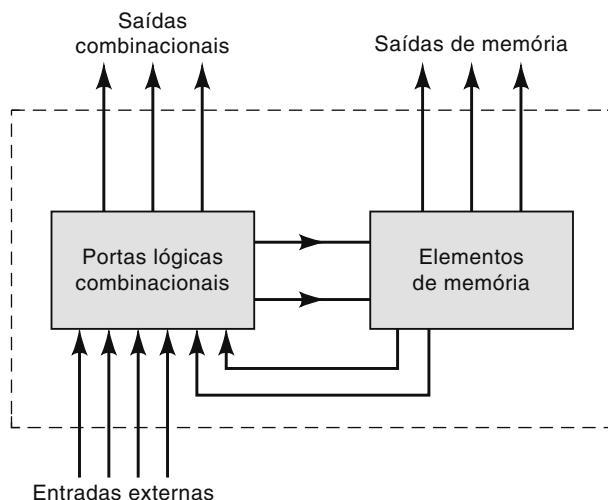 Saídas
combinacionais
Saídas de memória
Portas lógicas
combinacionais
Elementos
de memória
Entradas externas